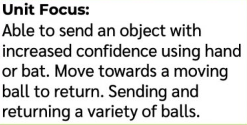 Unit Focus:
Able to send an object with
increased confidence using hand
or bat. Move towards a moving
ball to return. Sending and
returning a variety of balls.